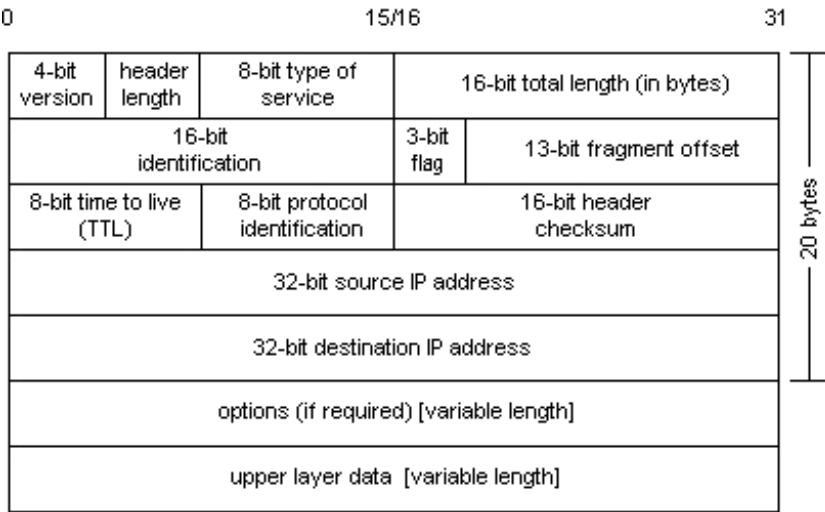 0 15/16 31
4-bit header 8-bit type of 16-bit total length (in bytes)
version length service
16-bit 3-bit 13-bit fragment offset
identification flag
8-bit time to live 8-bit protocol 16-bit header
(TTL) identification checksum
20 bytes
32-bit source IP address
32-bit destination IP address
options (if required) [variable length]
upper layer data [variable length]